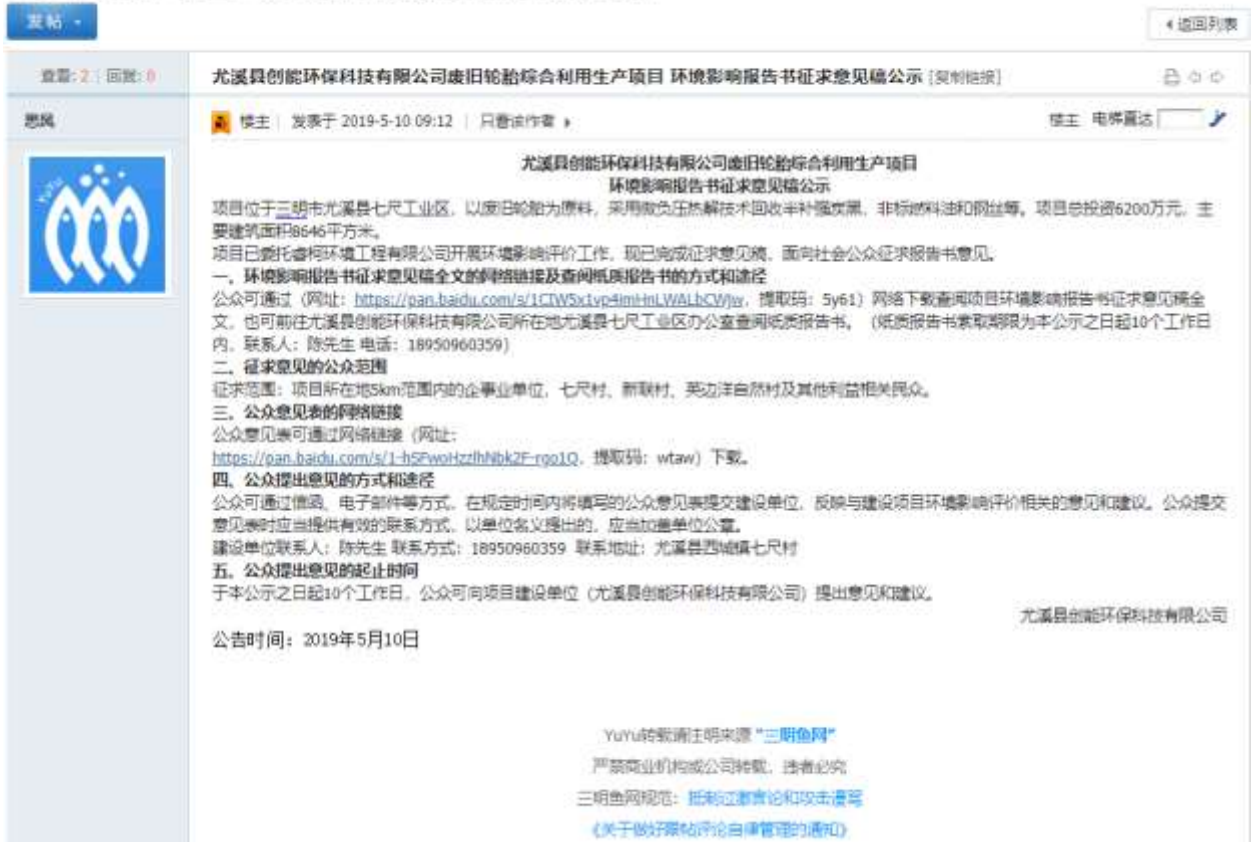 发帖
返回列表
查看: 2 | 回复: 0
尤溪县创能环保科技有限公司废旧轮胎综合利用生产项目 环境影响报告书征求意见稿公示 [复制链接]
思风
楼主 | 发表于 2019-5-10 09:12 | 只看该作者
楼主 电梯直达
YuYu
尤溪县创能环保科技有限公司废旧轮胎综合利用生产项目
环境影响报告书征求意见稿公示
项目位于三明市尤溪县七尺工业区，以废旧轮胎为原料，采用微负压热解技术回收半补强炭黑、非标燃料油和钢丝等。项目总投资6200万元，主
要建筑面积8646平方米。
项目已委托睿柯环境工程有限公司开展环境影响评价工作，现已完成征求意见稿，面向社会公众征求报告书意见。
一、环境影响报告书征求意见稿全文的网络链接及查阅纸质报告书的方式和途径
公众可通过（网址：https://pan.baidu.com/s/1CIW5x1vp4imHnLWALbCWjw，提取码：5y61）网络下载查阅项目环境影响报告书征求意见稿全
文，也可前往尤溪县创能环保科技有限公司所在地尤溪县七尺工业区办公室查阅纸质报告书。（纸质报告书索取期限为本公示之日起10个工作日
内，联系人：陈先生 电话：18950960359）
二、征求意见的公众范围
征求范围：项目所在地5km范围内的企事业单位，七尺村、新联村、英边洋自然村及其他利益相关民众。
三、公众意见表的网络链接
公众意见表可通过网络链接（网址：
https://pan.baidu.com/s/1-hSFwoHzzlhNbk2F-rgo1Q，提取码：wtaw）下载。
四、公众提出意见的方式和途径
公众可通过信函、电子邮件等方式，在规定时间内将填写的公众意见表提交建设单位，反映与建设项目环境影响评价相关的意见和建议。公众提交
意见表时应当提供有效的联系方式，以单位名义提出的，应当加盖单位公章。
建设单位联系人：陈先生 联系方式：18950960359 联系地址：尤溪县西城镇七尺村
五、公众提出意见的起止时间
于本公示之日起10个工作日，公众可向项目建设单位（尤溪县创能环保科技有限公司）提出意见和建议。
尤溪县创能环保科技有限公司
公告时间：2019年5月10日
YuYu转载请注明来源 "三明鱼网"
严禁商业机构或公司转载，违者必究
三明鱼网规范：抵制过激言论和攻击谩骂
《关于做好跟帖评论自律管理的通知》